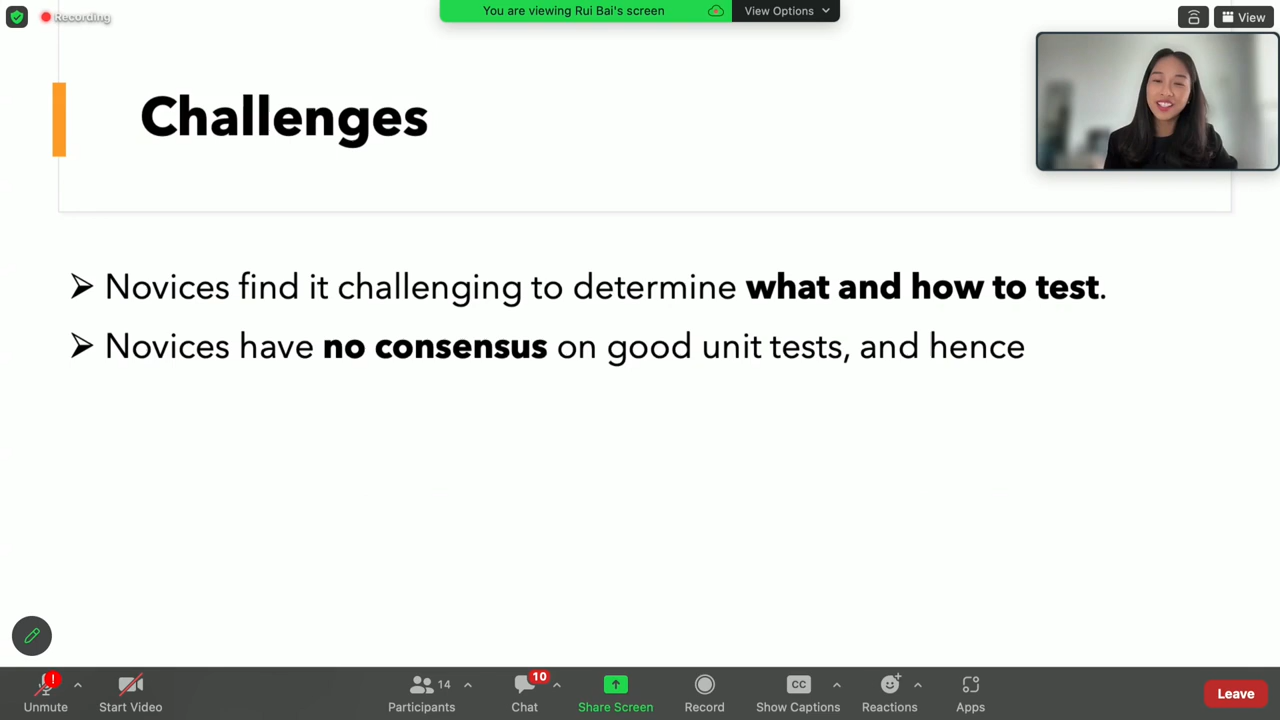 Recording
You are viewing Rui Bai's screen
View Options
View
Challenges
Novices find it challenging to determine what and how to test.
Novices have no consensus on good unit tests, and hence
Unmute
Start Video
14
Participants
10
Chat
Share Screen
Record
CC
Show Captions
Reactions
Apps
Leave